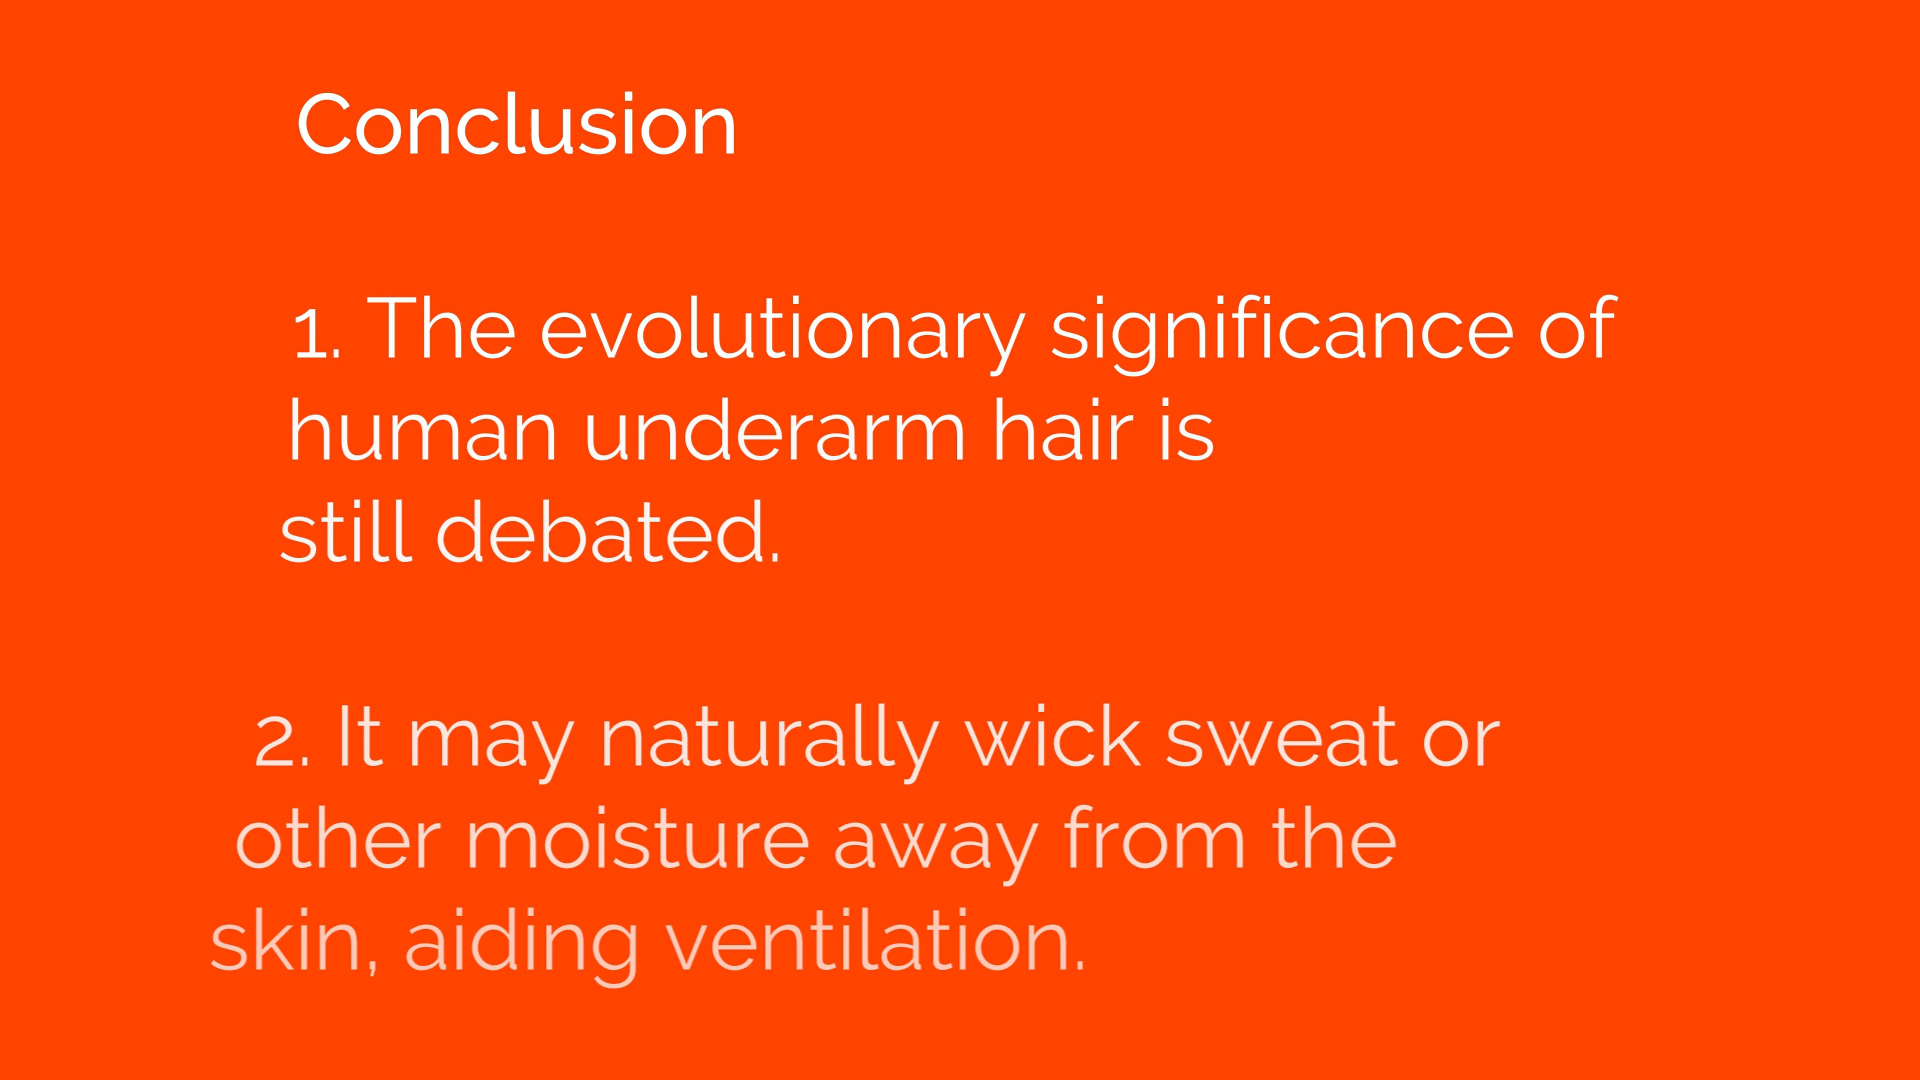 Conclusion
1. The evolutionary significance of
human underarm hair is
still debated.
2. It may naturally wick sweat or
other moisture away from the
skin, aiding ventilation.